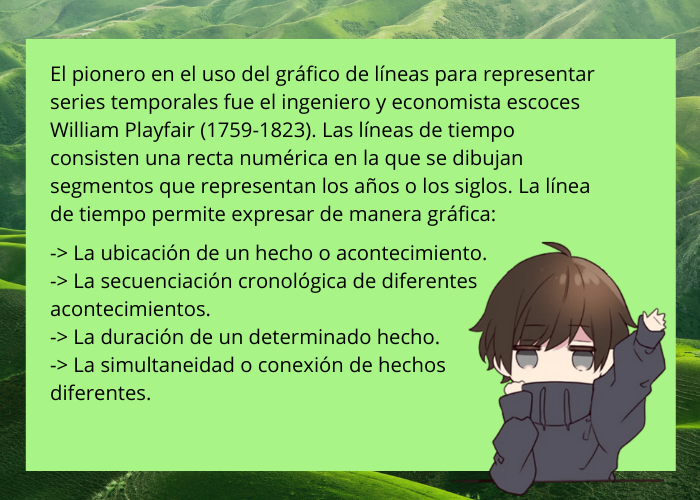 El pionero en el uso del gráfico de líneas para representar
series temporales fue el ingeniero y economista escoces
William Playfair (1759-1823). Las líneas de tiempo
consisten una recta numérica en la que se dibujan
segmentos que representan los años o los siglos. La línea
de tiempo permite expresar de manera gráfica:
-> La ubicación de un hecho o acontecimiento.
-> La secuenciación cronológica de diferentes
acontecimientos.
-> La duración de un determinado hecho.
-> La simultaneidad o conexión de hechos
diferentes.